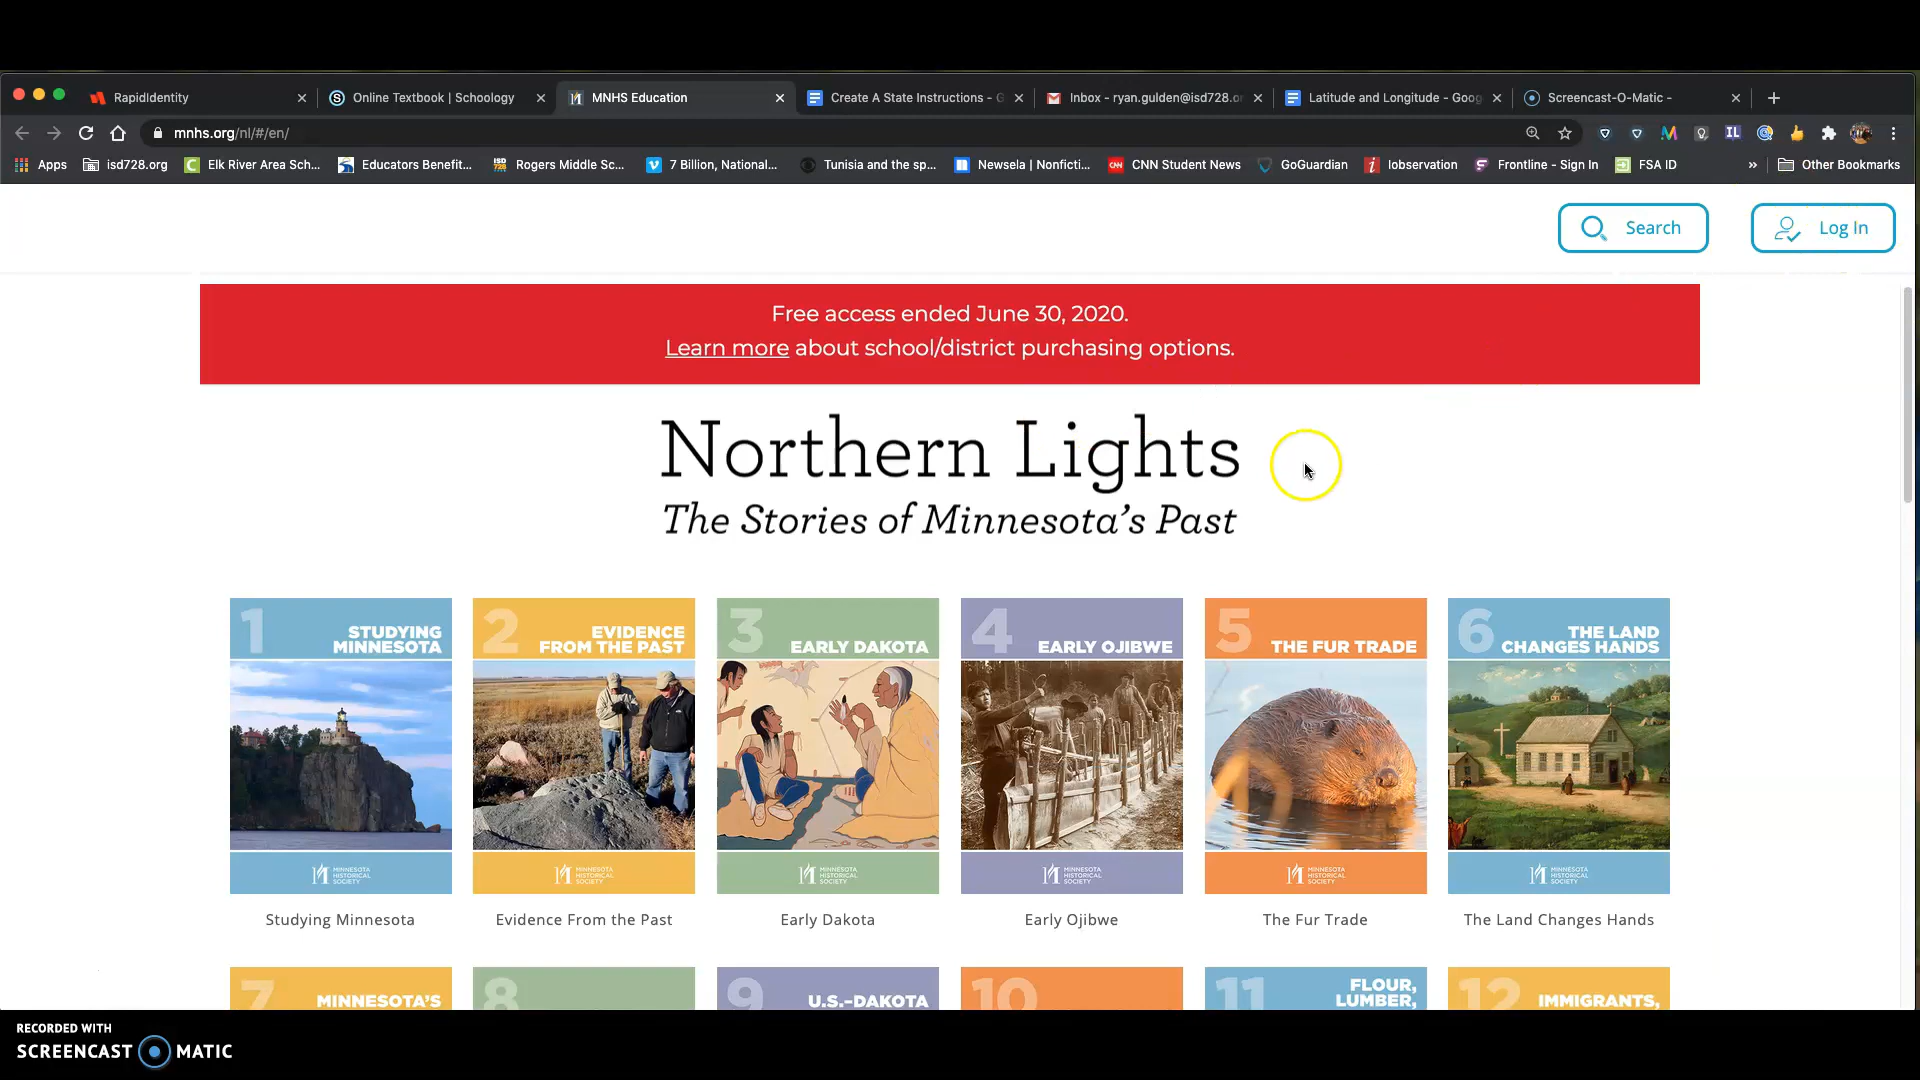 RapidIdentity
Online Textbook | Schoology
MNHS Education
Create A State Instructions - G
Inbox - ryan.gulden@isd728.or
Latitude and Longitude - Goog
Screencast-O-Matic -
mnhs.org/nl/#/en/
Apps
isd728.org
Elk River Area Sch...
Educators Benefit...
Rogers Middle Sc...
7 Billion, National...
Tunisia and the sp...
Newsela | Nonficti...
CNN Student News
GoGuardian
Iobservation
Frontline - Sign In
FSA ID
»
Other Bookmarks
Search
Log In
Free access ended June 30, 2020.
Learn more about school/district purchasing options.
Northern Lights
The Stories of Minnesota's Past
1 STUDYING
MINNESOTA
2 EVIDENCE
FROM THE PAST
3 EARLY DAKOTA
4 EARLY OJIBWE
5 THE FUR TRADE
6 THE LAND
CHANGES HANDS
MINNESOTA
HISTORICAL
SOCIETY
MINNESOTA
HISTORICAL
SOCIETY
MINNESOTA
HISTORICAL
SOCIETY
MINNESOTA
HISTORICAL
SOCIETY
MINNESOTA
HISTORICAL
SOCIETY
MINNESOTA
HISTORICAL
SOCIETY
Studying Minnesota
Evidence From the Past
Early Dakota
Early Ojibwe
The Fur Trade
The Land Changes Hands
7 MINNESOTA'S
8
9 U.S.–DAKOTA
10
11 FLOUR,
LUMBER,
12 IMMIGRANTS,
RECORDED WITH
SCREENCAST MATIC